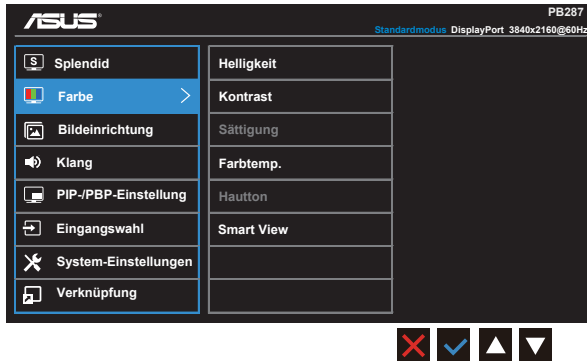 ASUS
PB287
Standardmodus DisplayPort 3840x2160@60Hz
S Splendid
Farbe
Bildeinrichtung
Klang
PIP-/PBP-Einstellung
Eingangswahl
System-Einstellungen
Verknüpfung
Helligkeit
Kontrast
Sättigung
Farbtemp.
Hautton
Smart View